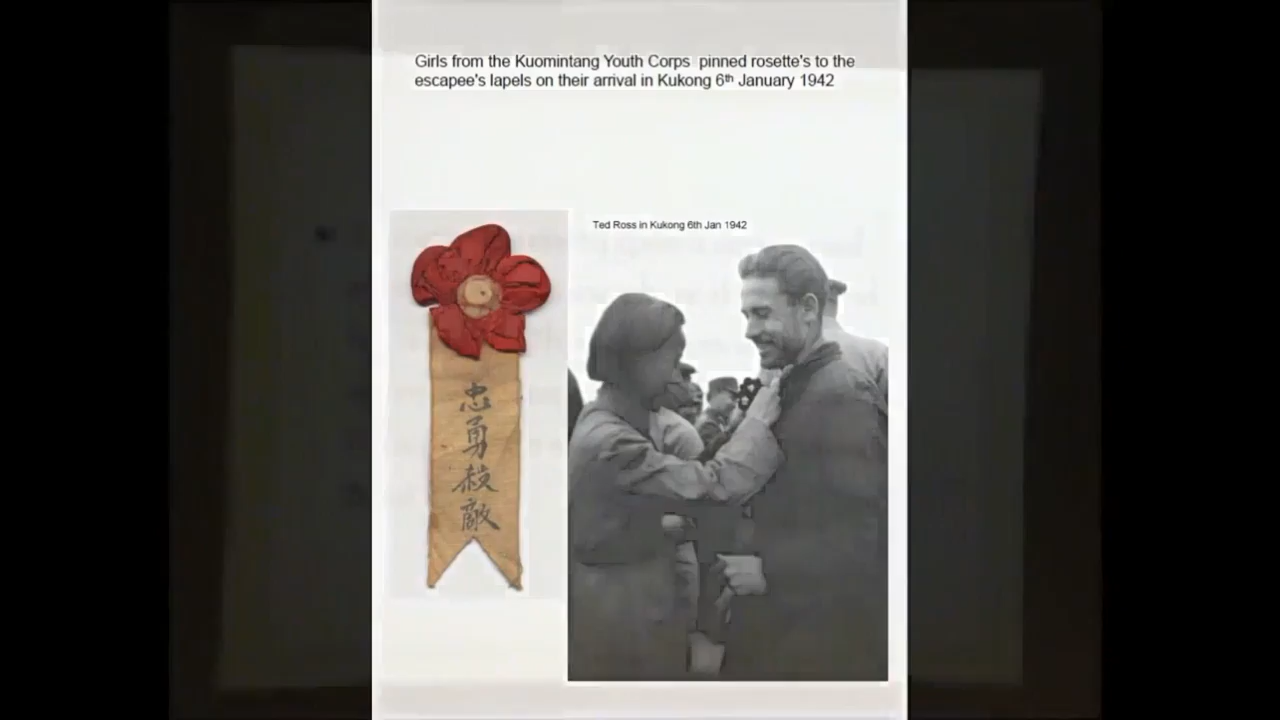 Girls from the Kuomintang Youth Corps pinned rosette's to the
escapee's lapels on their arrival in Kukong 6th January 1942
Ted Ross in Kukong 6th Jan 1942
忠勇殺敵